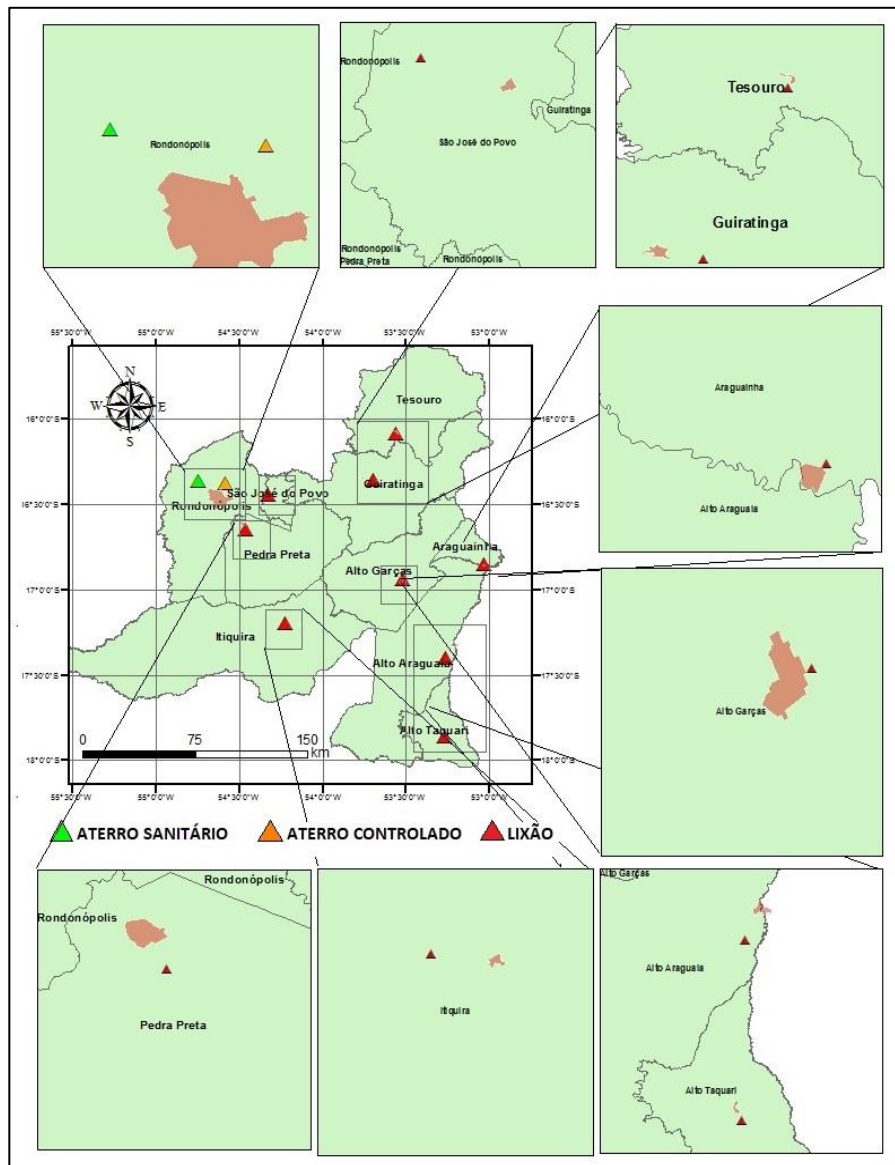 Rondonópolis
Rondonópolis
Guiratinga
São José do Povo
Rondonópolis
Pedra Preta
Rondonópolis
Tesouro
Guiratinga
Araguainha
Alto Araguaia
55°30'0"W 55°0'0"W 54°30'0"W 54°0'0"W 53°30'0"W 53°0'0"W
N
W E
S
16°0'0"S 16°0'0"S
16°30'0"S 16°30'0"S
17°0'0"S 17°0'0"S
17°30'0"S 17°30'0"S
18°0'0"S 18°0'0"S
Tesouro
Guiratinga
São José do Povo
Rondonópolis
Pedra Preta
Araguainha
Alto Garças
Itiquira
Alto Araguaia
Alto Taquari
0 75 150
km
55°30'0"W 55°0'0"W 54°30'0"W 54°0'0"W 53°30'0"W 53°0'0"W
Alto Garças
ATERRO SANITÁRIO ATERRO CONTROLADO LIXÃO
Rondonópolis
Rondonópolis
Pedra Preta
Itiquira
Alto Garças
Alto Araguaia
Alto Taquari